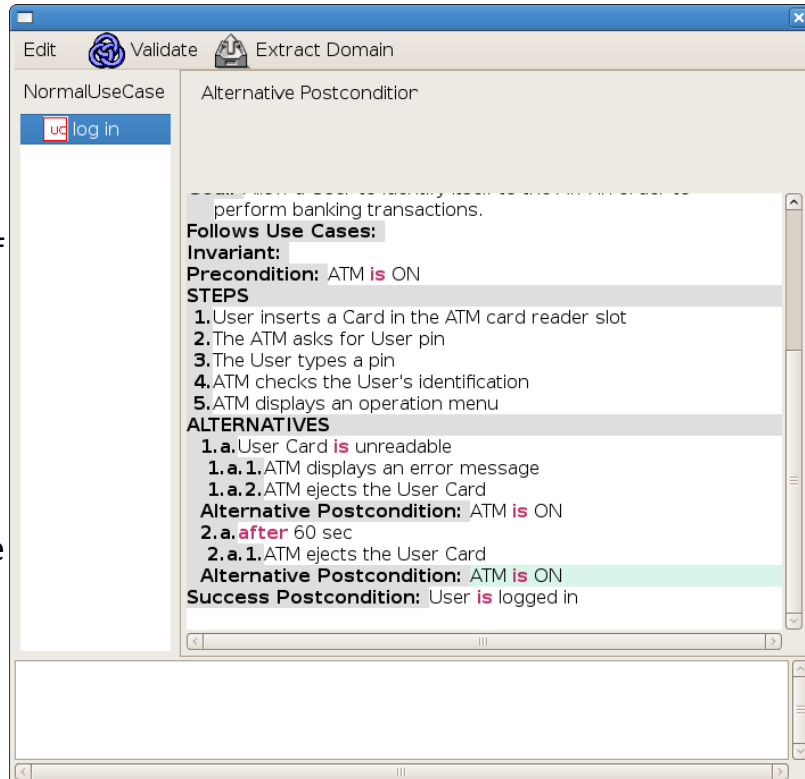 Edit Validate Extract Domain
NormalUseCase
Alternative Postcondition
UC log in
perform banking transactions.
Follows Use Cases:
Invariant:
Precondition: ATM is ON
STEPS
1. User inserts a Card in the ATM card reader slot
2. The ATM asks for User pin
3. The User types a pin
4. ATM checks the User's identification
5. ATM displays an operation menu
ALTERNATIVES
1.a. User Card is unreadable
1.a.1. ATM displays an error message
1.a.2. ATM ejects the User Card
Alternative Postcondition: ATM is ON
2.a. after 60 sec
2.a.1. ATM ejects the User Card
Alternative Postcondition: ATM is ON
Success Postcondition: User is logged in